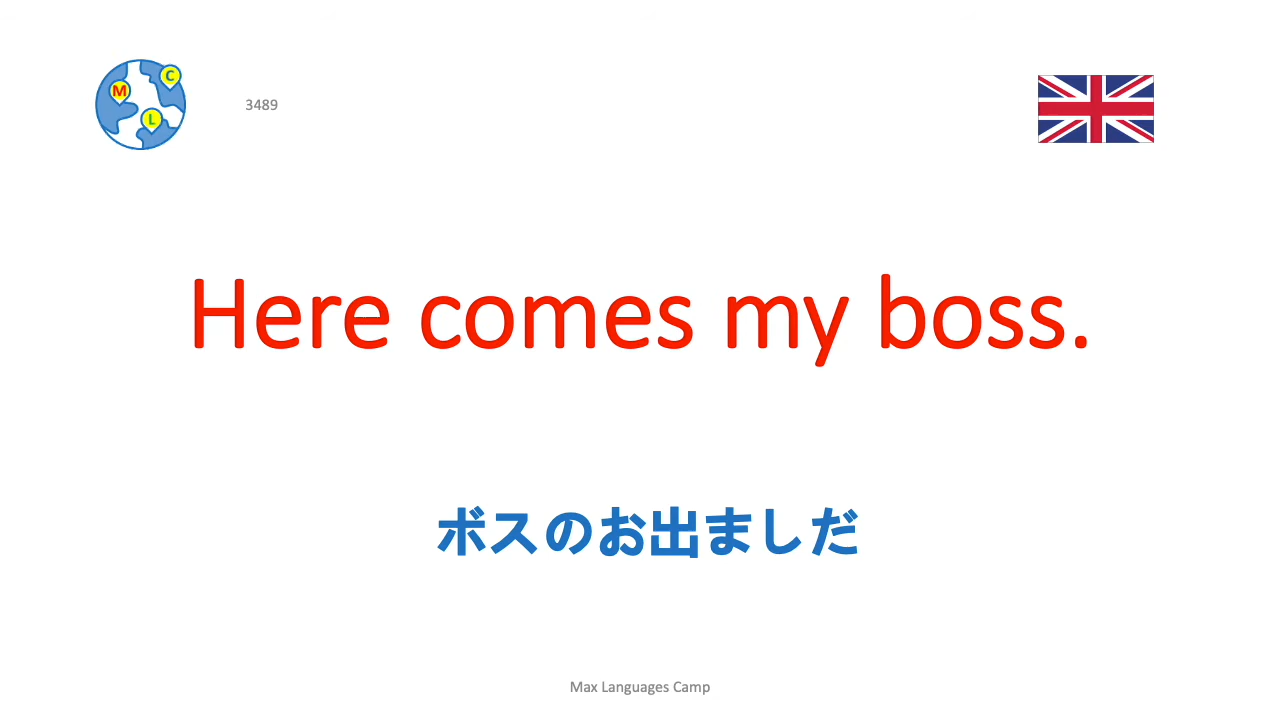 M
C
L
3489
Here comes my boss.
ボスのお出ましだ
Max Languages Camp